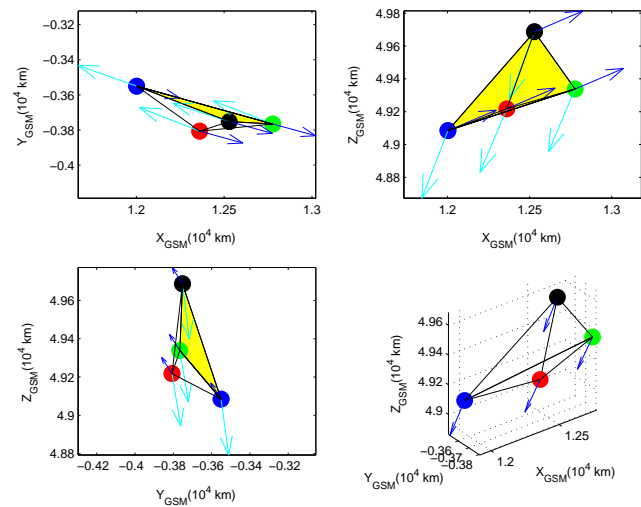 −0.32
−0.34
−0.36
−0.38
−0.4
Y_GSM (10^4 km)
1.2 1.25 1.3
X_GSM (10^4 km)
4.96
4.94
4.92
4.9
4.88
Z_GSM (10^4 km)
1.2 1.25 1.3
X_GSM (10^4 km)
4.96
4.94
4.92
4.9
4.88
Z_GSM (10^4 km)
−0.42 −0.4 −0.38 −0.36 −0.34 −0.32
Y_GSM (10^4 km)
4.96
4.94
4.92
4.9
Z_GSM (10^4 km)
−0.36
−0.37
−0.38
Y_GSM (10^4 km)
1.2
1.25
X_GSM (10^4 km)